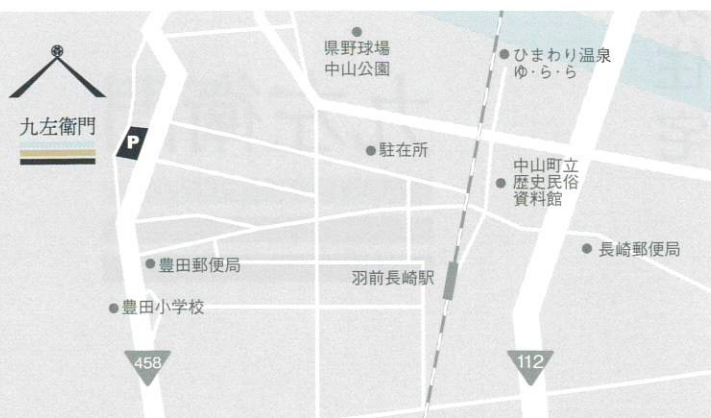 県野球場
中山公園
ひまわり温泉
ゆ・ら・ら
九左衛門
P
駐在所
中山町立
歴史民俗
資料館
長崎郵便局
豊田郵便局
羽前長崎駅
豊田小学校
458
112